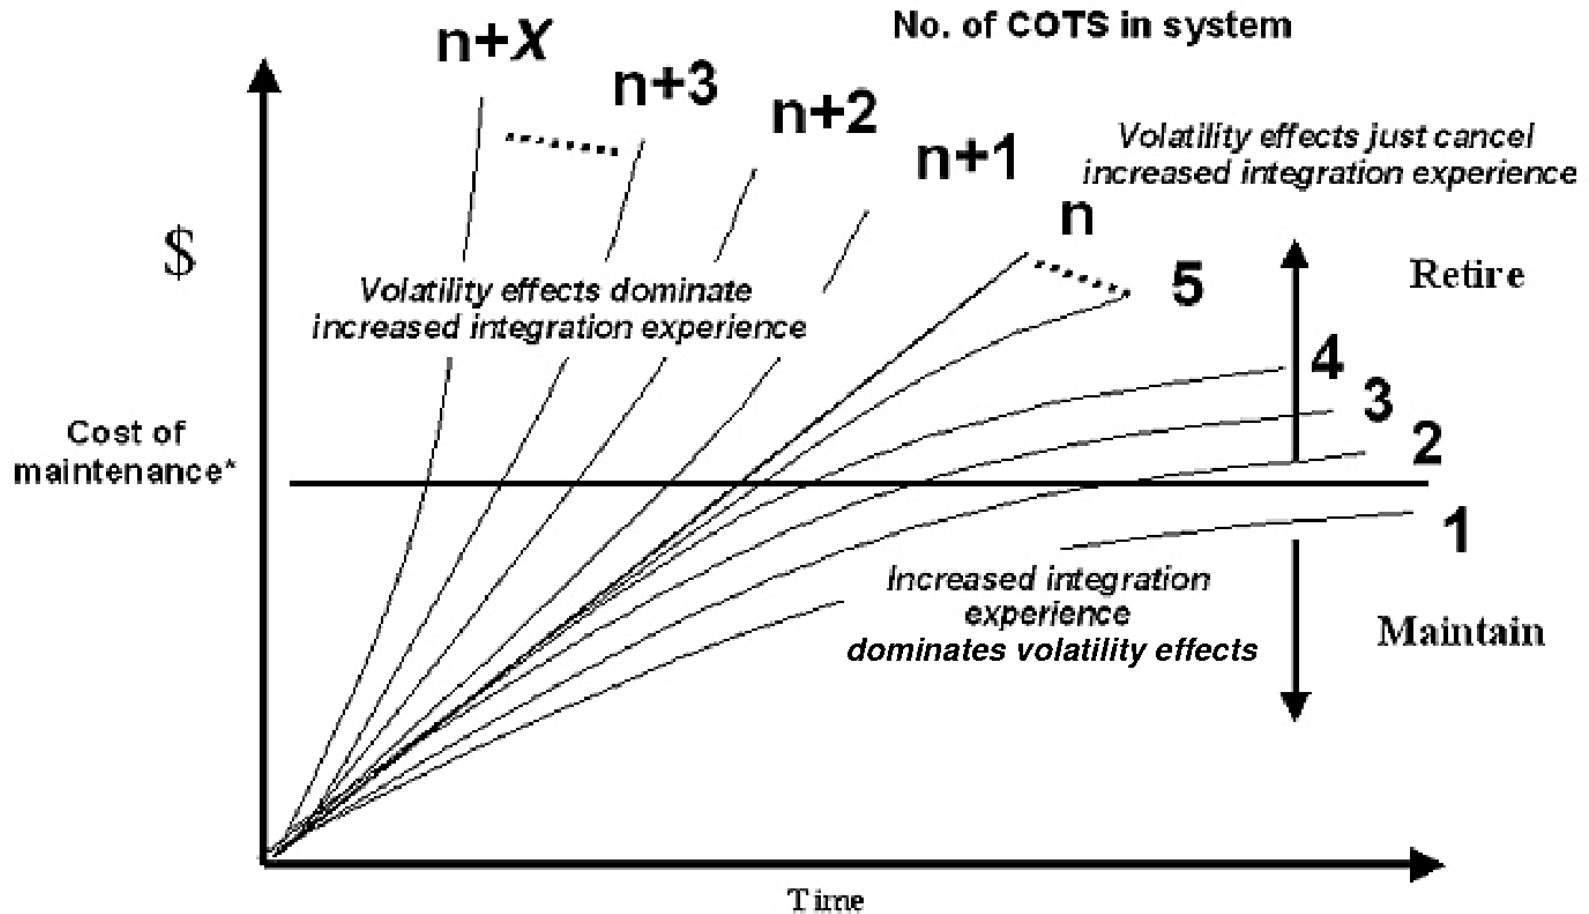 No. of COTS in system
n+X
n+3
n+2
n+1
n
5
4
3
2
1
Volatility effects just cancel
increased integration experience
$
Retire
Volatility effects dominate
increased integration experience
Cost of
maintenance*
Increased integration
experience
dominates volatility effects
Maintain
Time